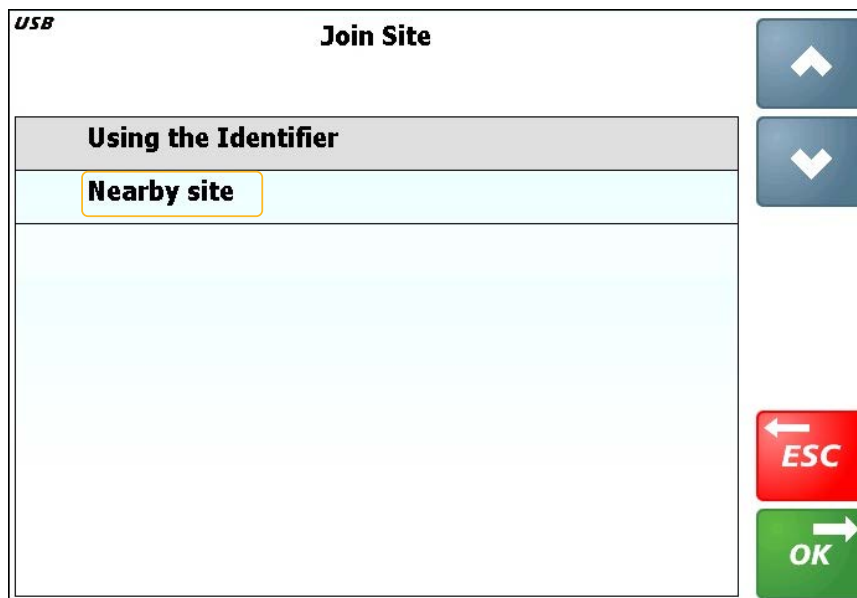 USB
Join Site
Using the Identifier
Nearby site
ESC
OK